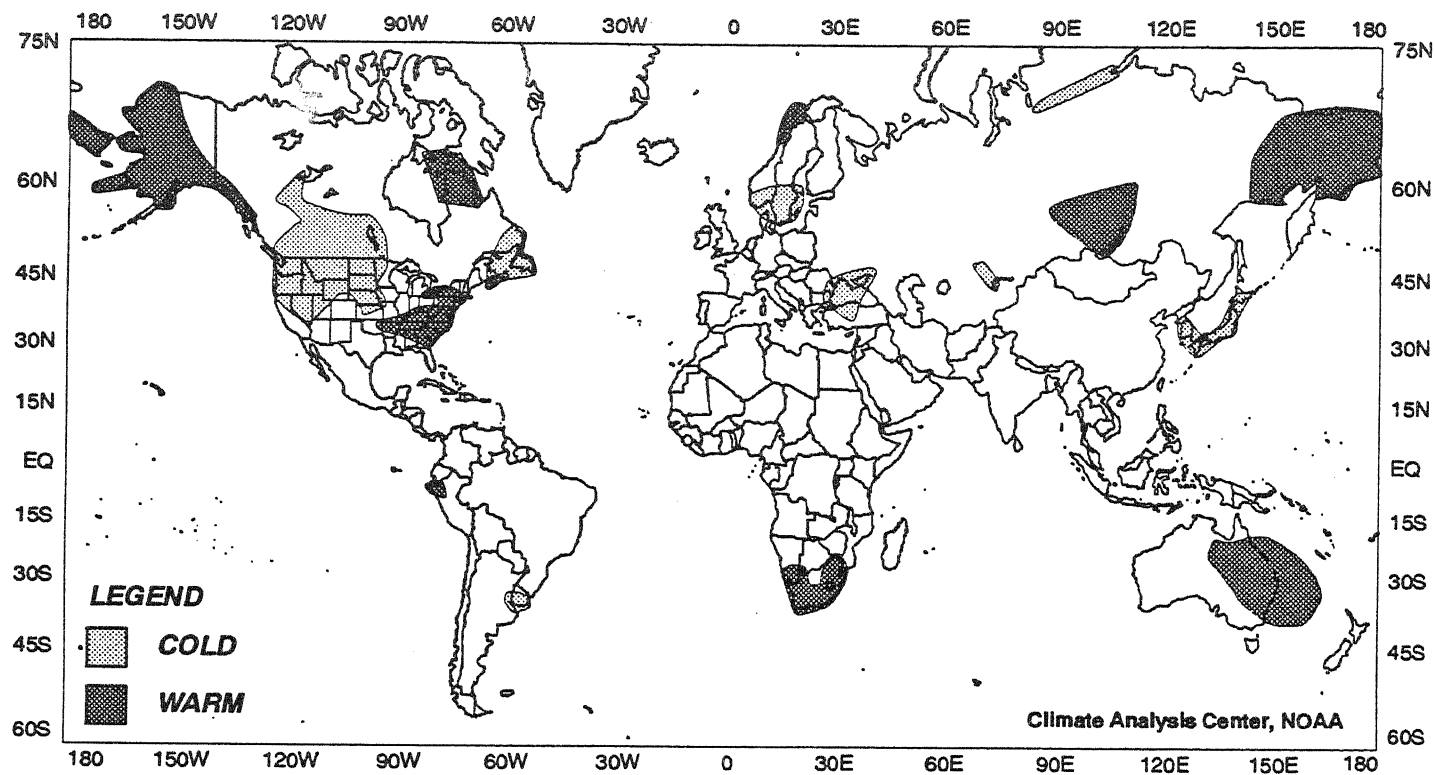 180 150W 120W 90W 60W 30W 0 30E 60E 90E 120E 150E 180
75N 75N
60N 60N
45N 45N
30N 30N
15N 15N
EQ EQ
15S 15S
30S 30S
LEGEND
COLD
45S 45S
WARM
Climate Analysis Center, NOAA
60S 60S
180 150W 120W 90W 60W 30W 0 30E 60E 90E 120E 150E 180